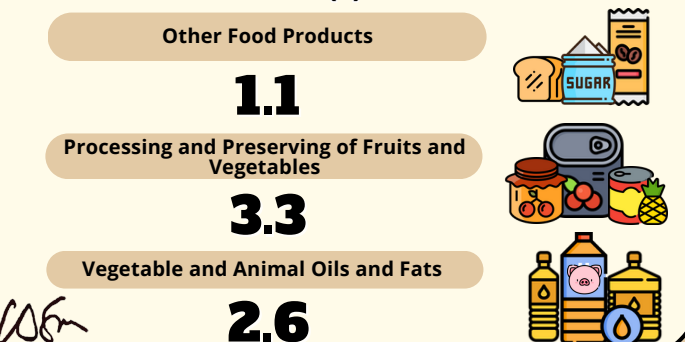 Other Food Products
SUGAR
1.1
Processing and Preserving of Fruits and
Vegetables
3.3
Vegetable and Animal Oils and Fats
2.6